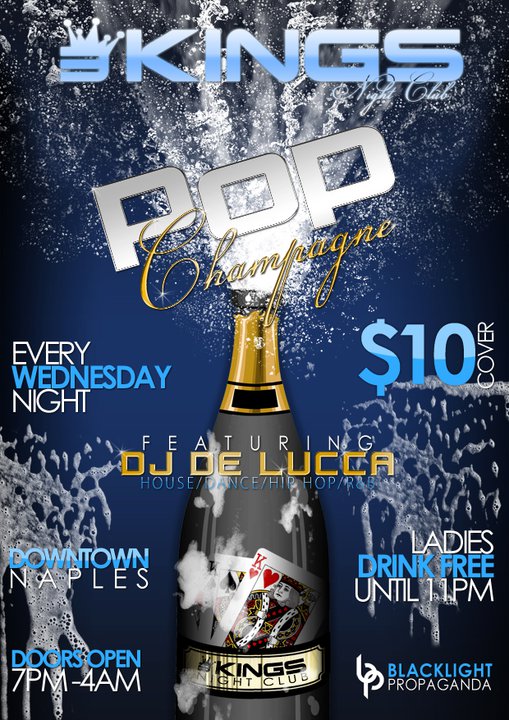 KINGS
Night Club
POP
Champagne
EVERY
WEDNESDAY
NIGHT
$10 COVER
FEATURING
DJ DE LUCCA
HOUSE/DANCE/HIP HOP/R&B
DOWNTOWN
NAPLES
LADIES
DRINK FREE
UNTIL 11PM
K
KINGS
NIGHT CLUB
DOORS OPEN
7PM-4AM
BLACKLIGHT
PROPAGANDA